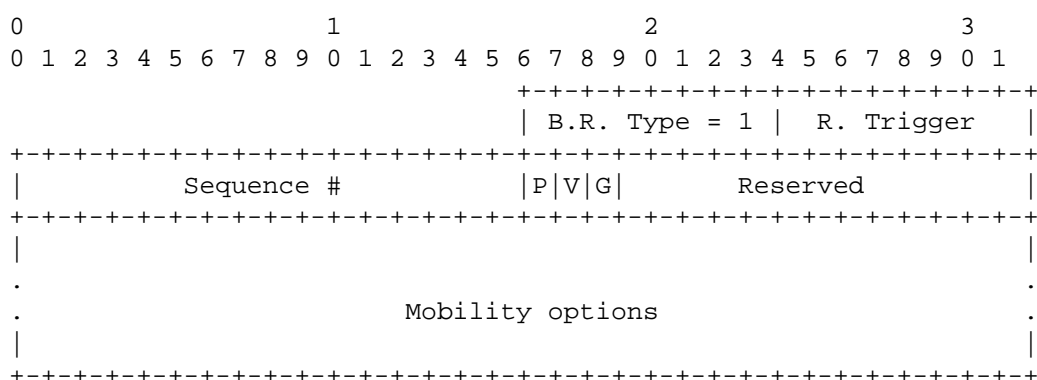 0                   1                   2                   3
0 1 2 3 4 5 6 7 8 9 0 1 2 3 4 5 6 7 8 9 0 1 2 3 4 5 6 7 8 9 0 1
                                +-+-+-+-+-+-+-+-+-+-+-+-+-+-+-+-+
                                | B.R. Type = 1 |  R. Trigger   |
+-+-+-+-+-+-+-+-+-+-+-+-+-+-+-+-+-+-+-+-+-+-+-+-+-+-+-+-+-+-+-+-+
|          Sequence #           |P|V|G|       Reserved          |
+-+-+-+-+-+-+-+-+-+-+-+-+-+-+-+-+-+-+-+-+-+-+-+-+-+-+-+-+-+-+-+-+
|                                                               |
.                                                               .
.                        Mobility options                       .
|                                                               |
+-+-+-+-+-+-+-+-+-+-+-+-+-+-+-+-+-+-+-+-+-+-+-+-+-+-+-+-+-+-+-+-+